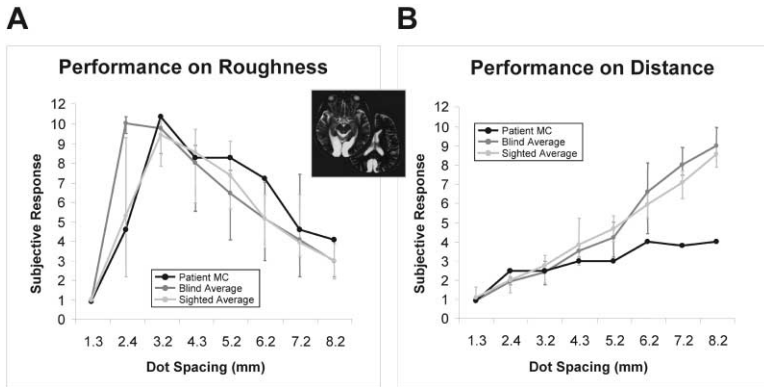 A
Performance on Roughness
Subjective Response
10
10
9
8
7
6
5
4
3
2
1
0
Patient MC
Blind Average
Sighted Average
1.3 2.4 3.2 4.3 5.2 6.2 7.2 8.2
Dot Spacing (mm)
B
Performance on Distance
Subjective Response
10
9
8
7
6
5
4
3
2
1
0
Patient MC
Blind Average
Sighted Average
1.3 2.4 3.2 4.3 5.2 6.2 7.2 8.2
Dot Spacing (mm)